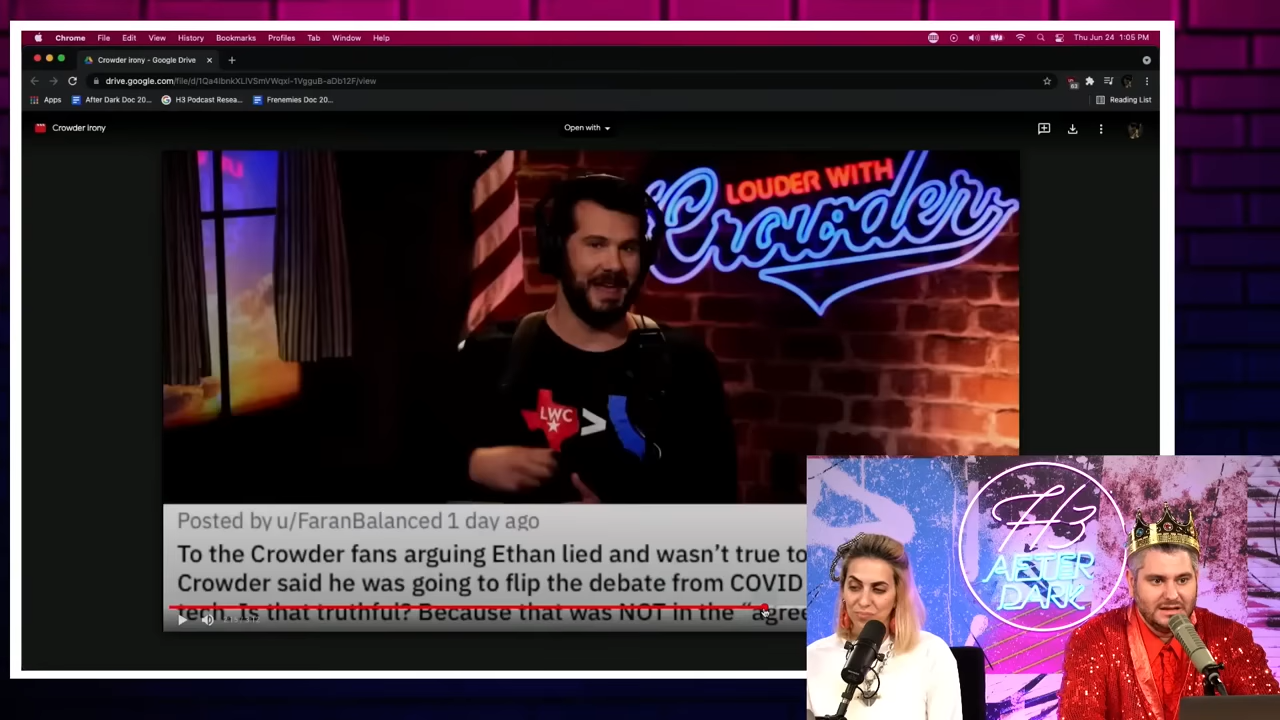 Chrome File Edit View History Bookmarks Profiles Tab Window Help Thu Jun 24 1:05 PM
Crowder irony - Google Drive
Apps After Dark Doc 20... H3 Podcast Resea... Frenemies Doc 20... Reading List
Crowder irony Open with
LOUDER WITH
Crowder
LWC >
Posted by u/FaranBalanced 1 day ago
To the Crowder fans arguing Ethan lied and wasn't true to
Crowder said he was going to flip the debate from COVID
tech. Is that truthful? Because that was NOT in the "agree
H3
AFTER
DARK